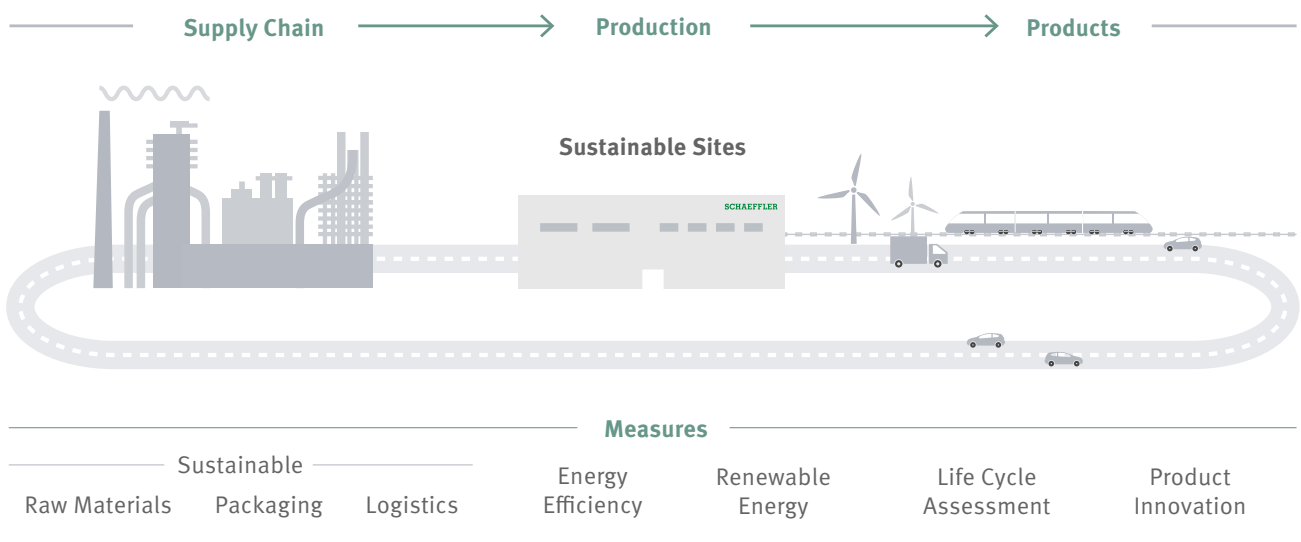 Supply Chain
Production
Products
Sustainable Sites
SCHAEFFLER
Measures
Sustainable
Raw Materials
Packaging
Logistics
Energy
Efficiency
Renewable
Energy
Life Cycle
Assessment
Product
Innovation